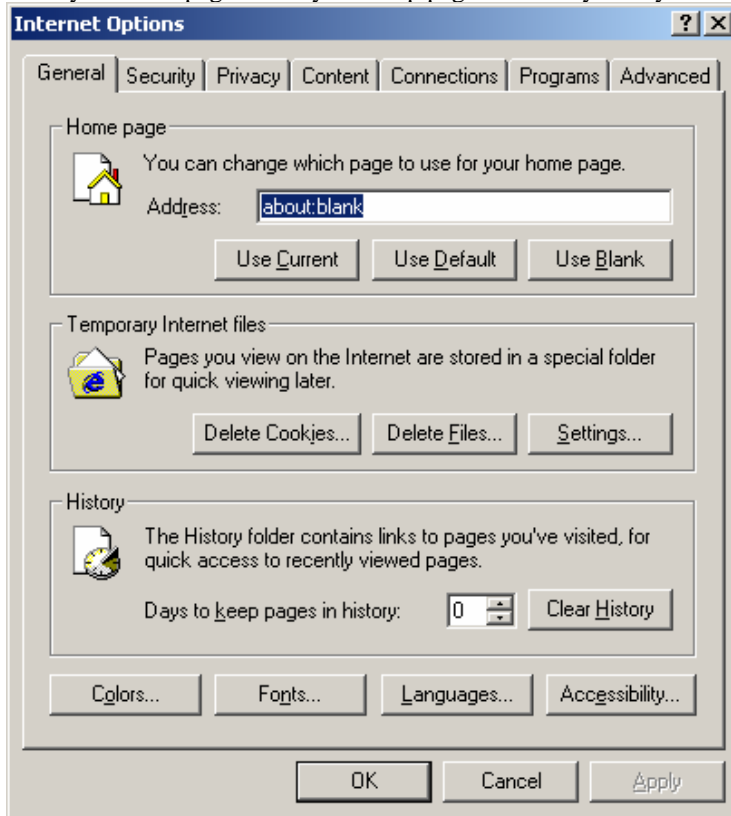 Internet Options
General Security Privacy Content Connections Programs Advanced
Home page
You can change which page to use for your home page.
Address: about:blank
Use Current Use Default Use Blank
Temporary Internet files
Pages you view on the Internet are stored in a special folder
for quick viewing later.
Delete Cookies... Delete Files... Settings...
History
The History folder contains links to pages you've visited, for
quick access to recently viewed pages.
Days to keep pages in history: 0 Clear History
Colors... Fonts... Languages... Accessibility...
OK Cancel Apply